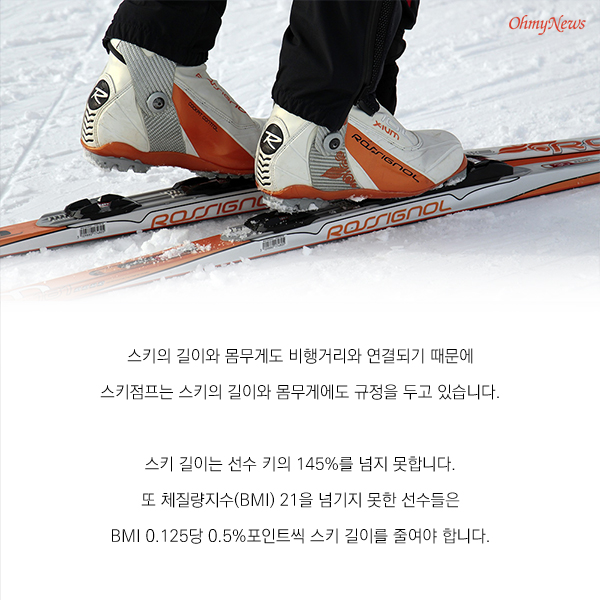 OhmyNews
R
R
XIUM
ROSSIGNOL
ROSSIGNOL
ROSSIGNOL
스키의 길이와 몸무게도 비행거리와 연결되기 때문에
스키점프는 스키의 길이와 몸무게에도 규정을 두고 있습니다.
스키 길이는 선수 키의 145%를 넘지 못합니다.
또 체질량지수(BMI) 21을 넘기지 못한 선수들은
BMI 0.125당 0.5%포인트씩 스키 길이를 줄여야 합니다.